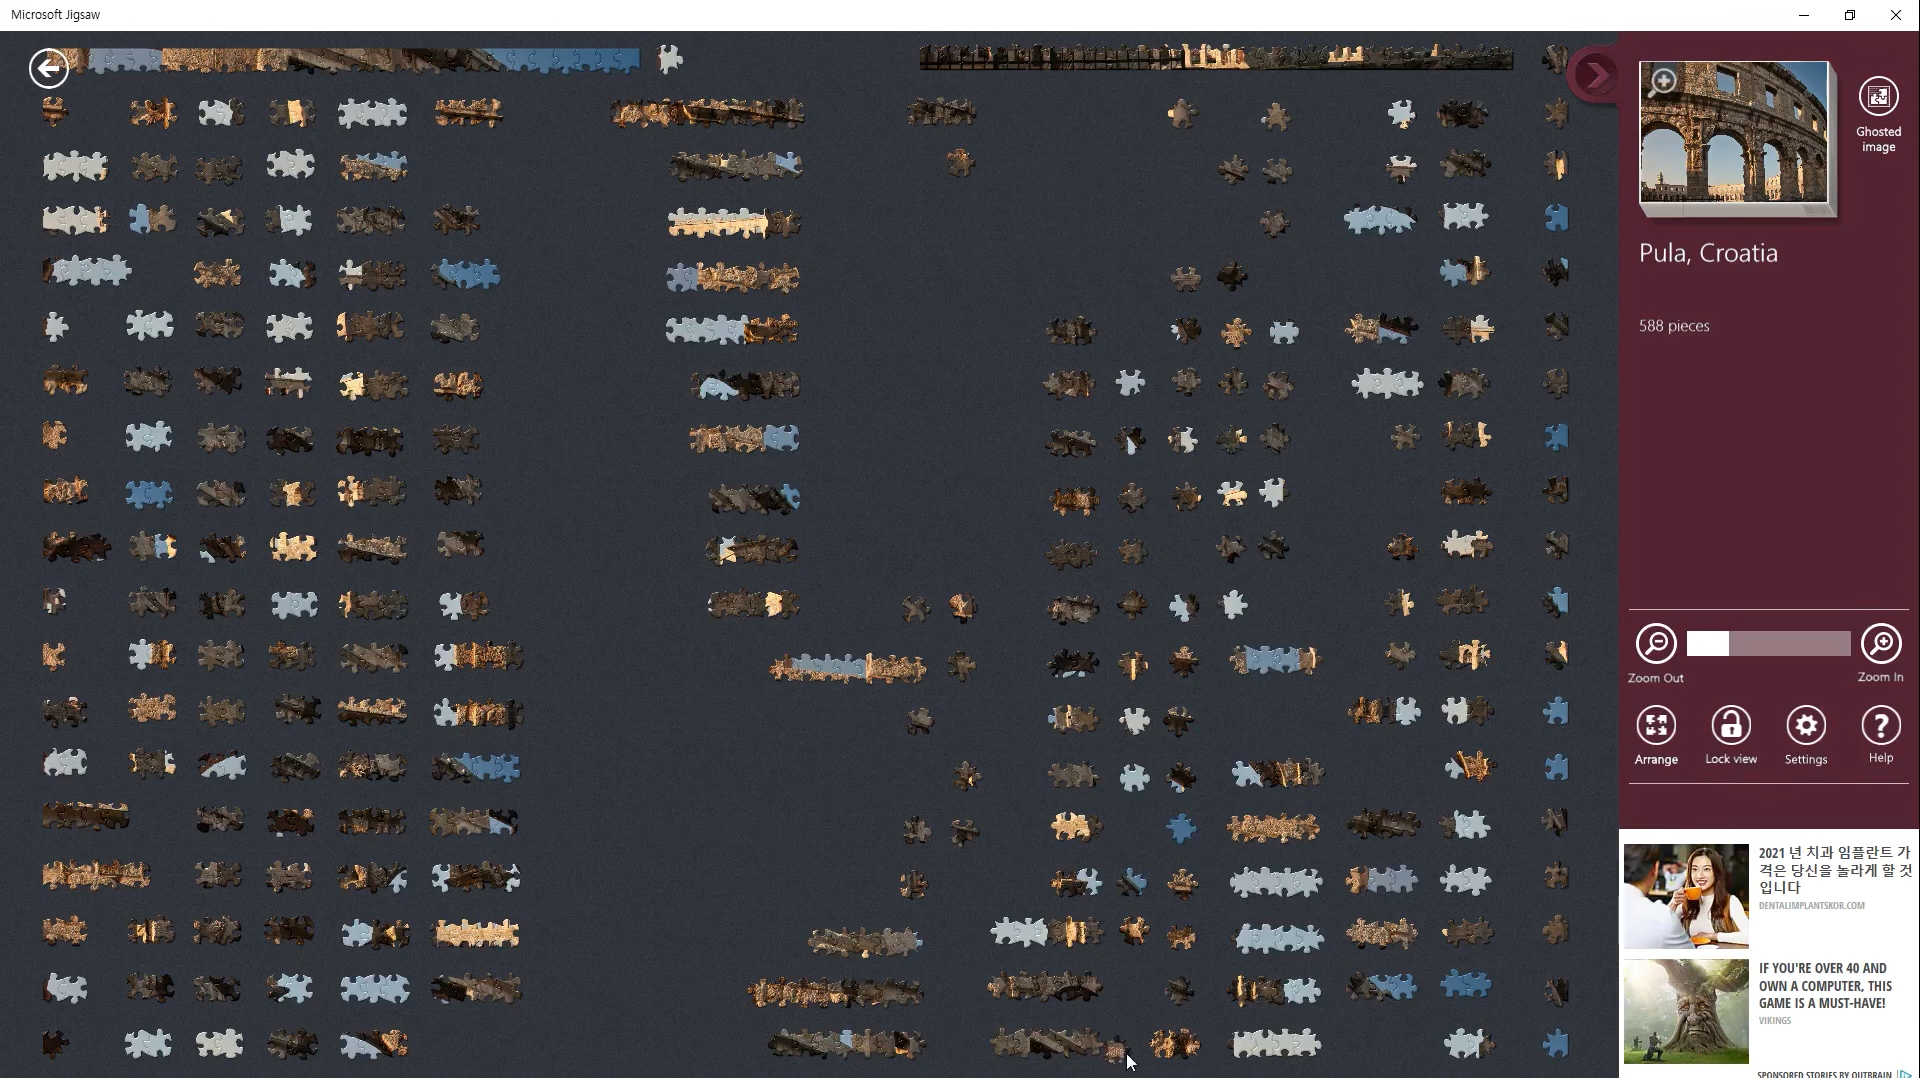 Microsoft Jigsaw
Ghosted
image
Pula, Croatia
588 pieces
Zoom Out
Zoom In
Arrange
Lock view
Settings
Help
2021 년 치과 임플란트 가
격은 당신을 놀라게 할 것
입니다
DENTALIMPLANTSKOR.COM
IF YOU'RE OVER 40 AND
OWN A COMPUTER, THIS
GAME IS A MUST-HAVE!
VIKINGS
SPONSORED STORIES BY OUTBRAIN